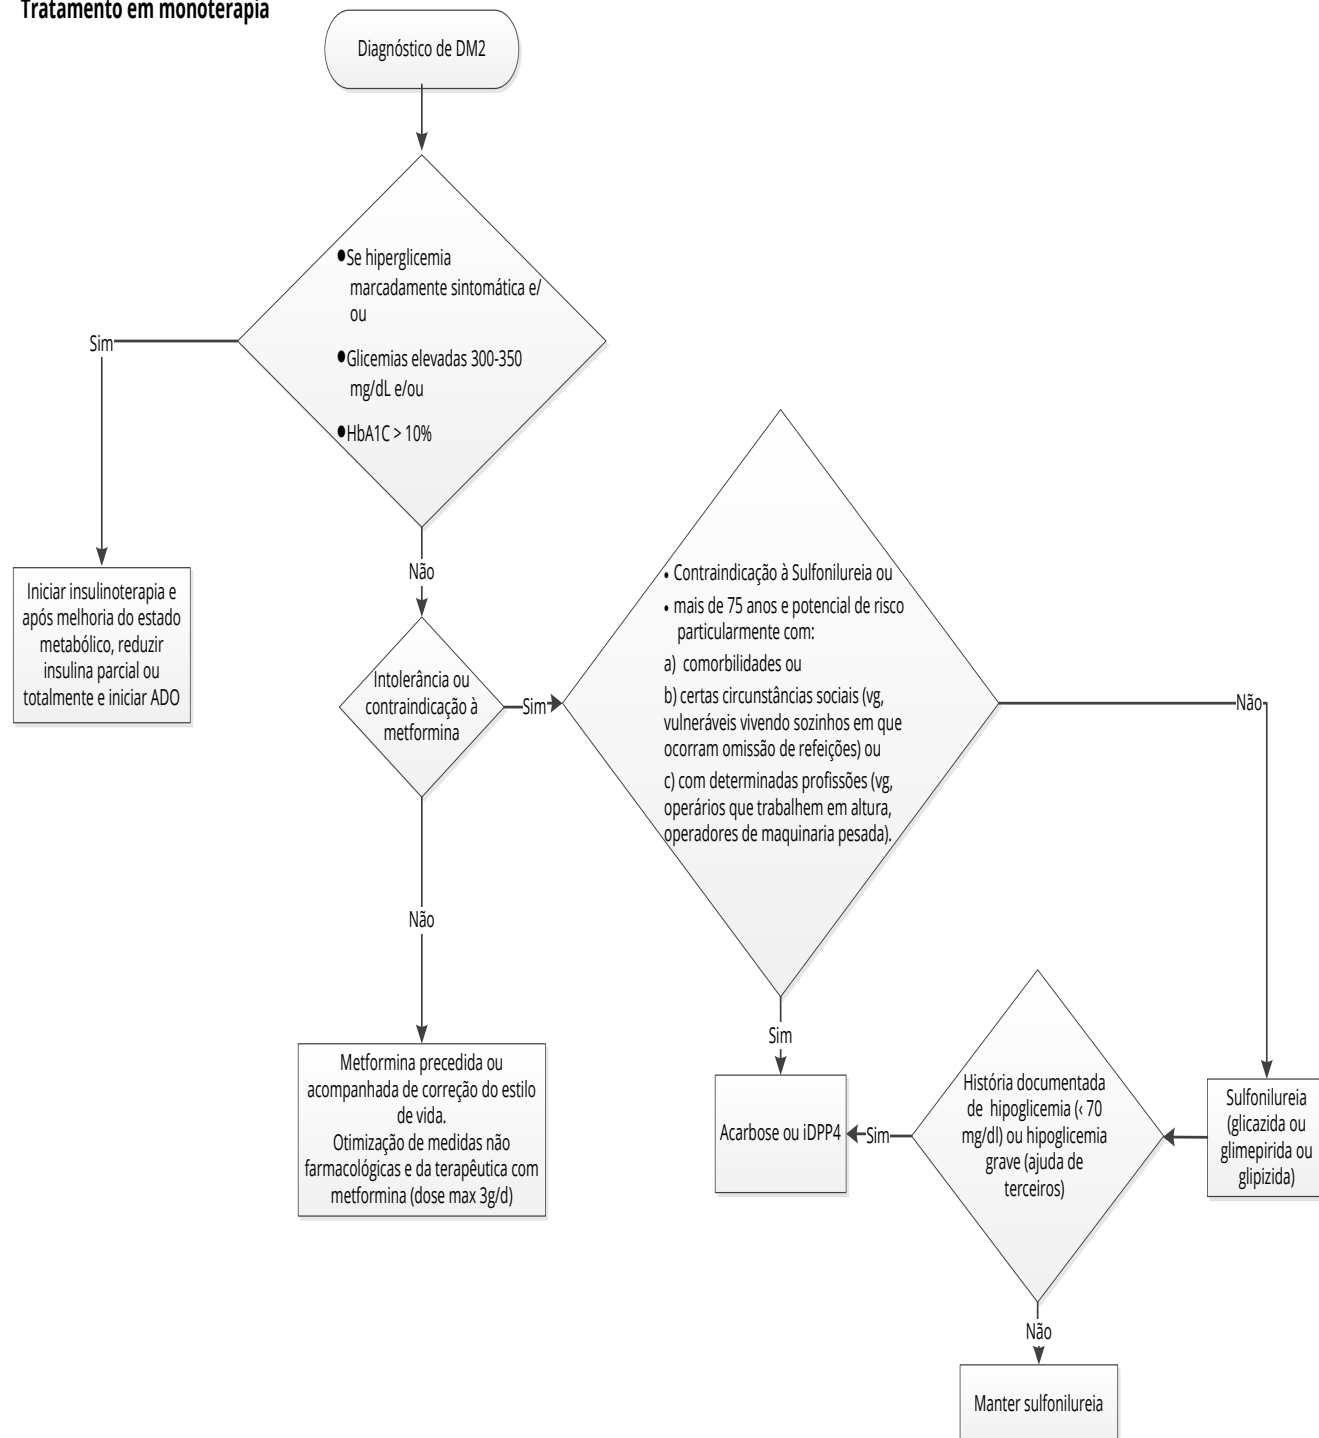 Tratamento em monoterapia
Diagnóstico de DM2
●Se hiperglicemia
marcadamente sintomática e/
ou
●Glicemias elevadas 300-350
mg/dL e/ou
●HbA1C > 10%
Sim
Não
Iniciar insulinoterapia e
após melhoria do estado
metabólico, reduzir
insulina parcial ou
totalmente e iniciar ADO
Intolerância ou
contraindicação à
metformina
Sim
• Contraindicação à Sulfonilureia ou
• mais de 75 anos e potencial de risco
particularmente com:
a) comorbilidades ou
b) certas circunstâncias sociais (vg,
vulneráveis vivendo sozinhos em que
ocorram omissão de refeições) ou
c) com determinadas profissões (vg,
operários que trabalhem em altura,
operadores de maquinaria pesada).
Não
Não
Sim
Metformina precedida ou
acompanhada de correção do estilo
de vida.
Otimização de medidas não
farmacológicas e da terapêutica com
metformina (dose max 3g/d)
Acarbose ou iDPP4
Sim
História documentada
de hipoglicemia (‹ 70
mg/dl) ou hipoglicemia
grave (ajuda de
terceiros)
Sulfonilureia
(glicazida ou
glimepirida ou
glipizida)
Não
Manter sulfonilureia